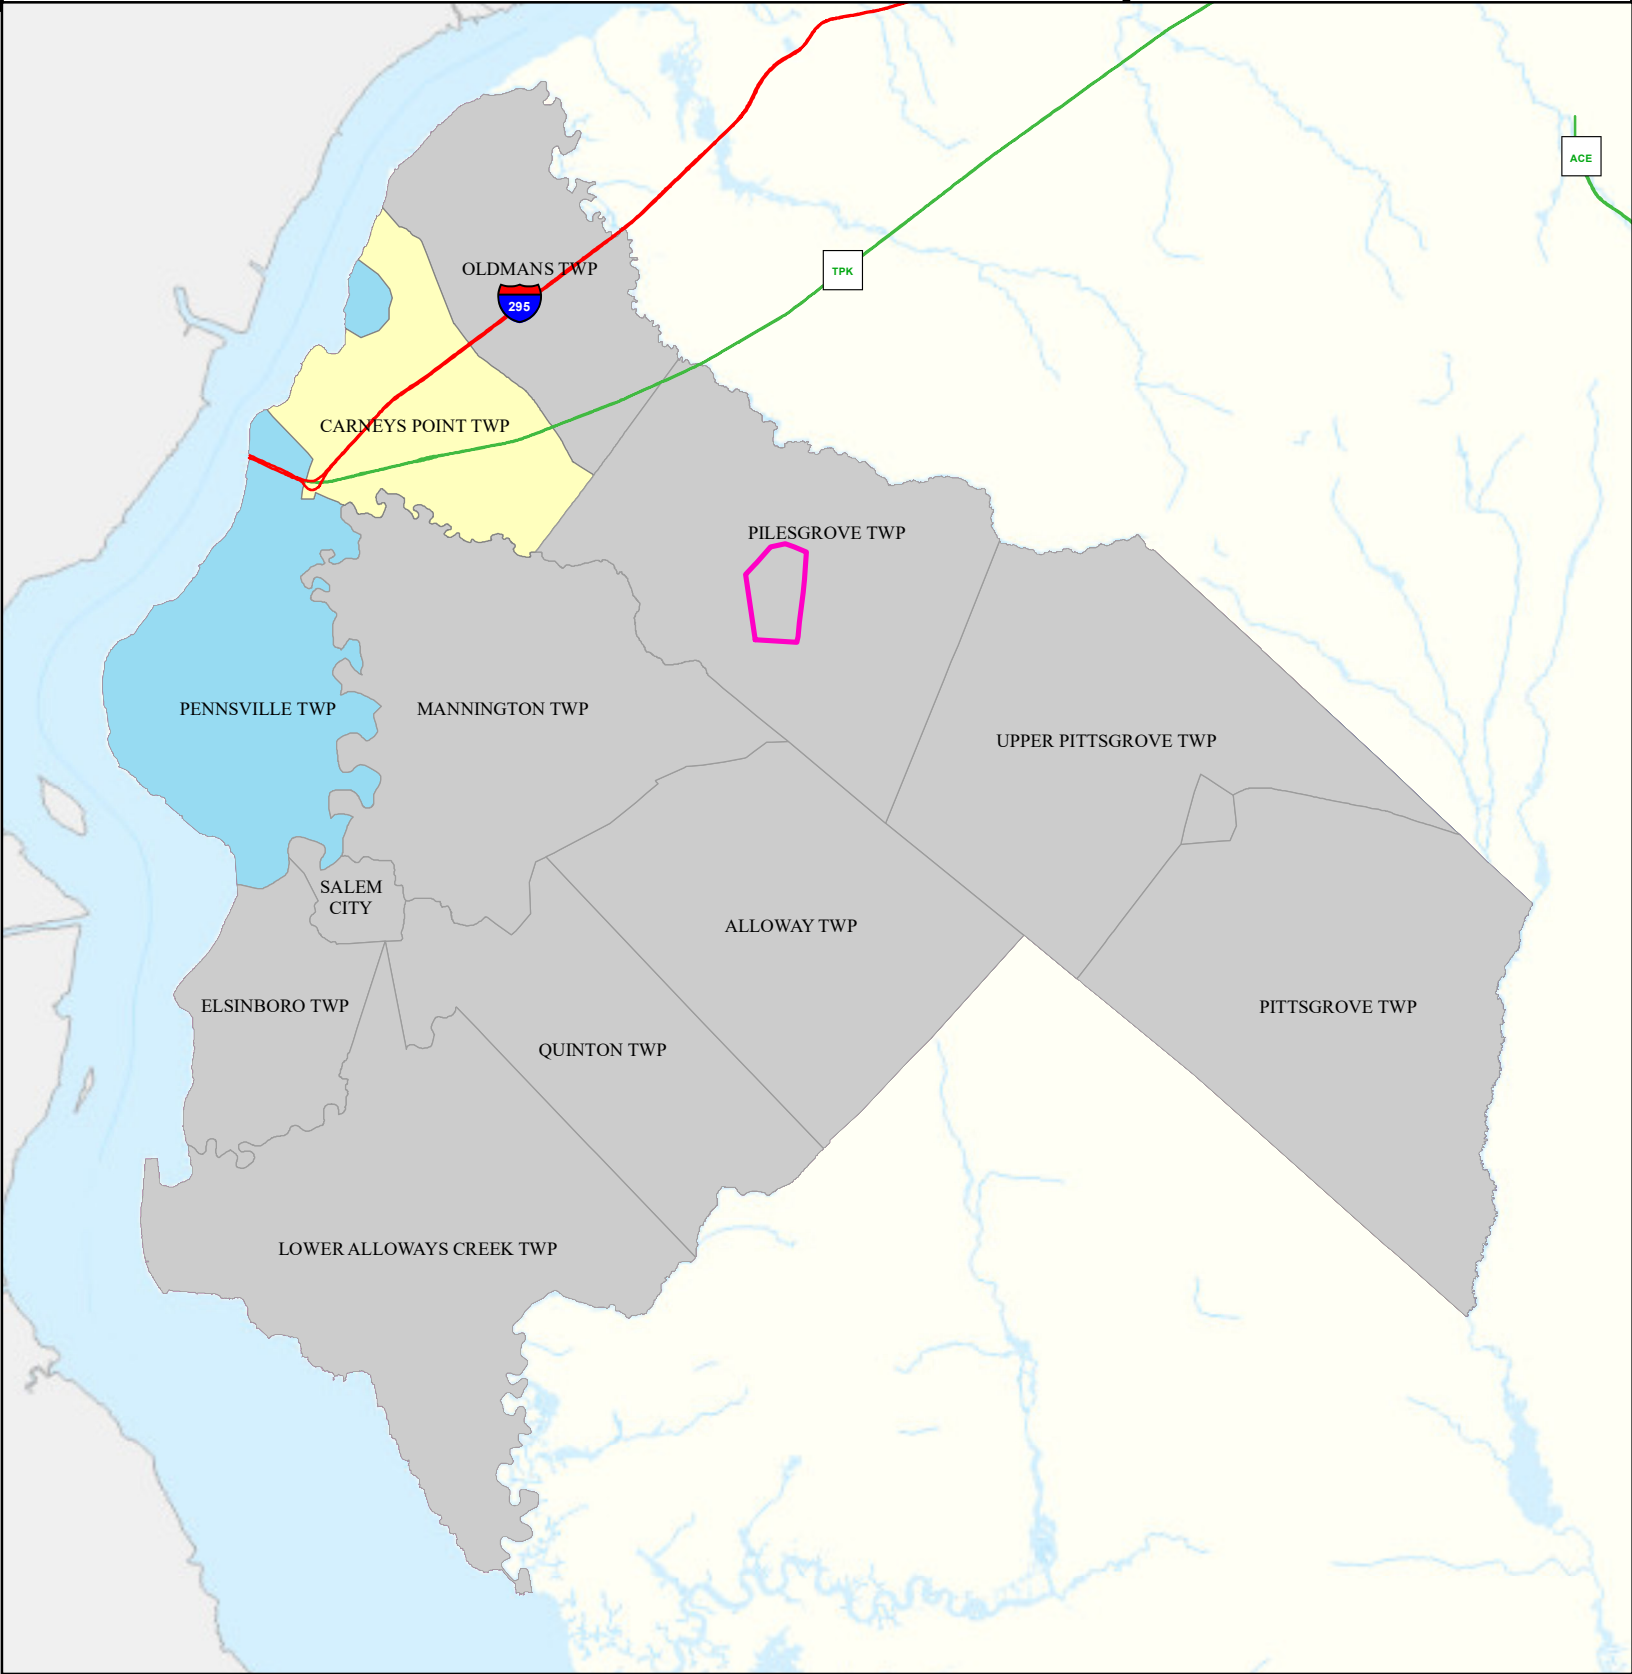 ACE
OLDMANS TWP
TPK
295
CARNEYS POINT TWP
PILESGROVE TWP
PENNSVILLE TWP
MANNINGTON TWP
UPPER PITTSGROVE TWP
SALEM
CITY
ALLOWAY TWP
ELSINBORO TWP
PITTSGROVE TWP
QUINTON TWP
LOWER ALLOWAYS CREEK TWP